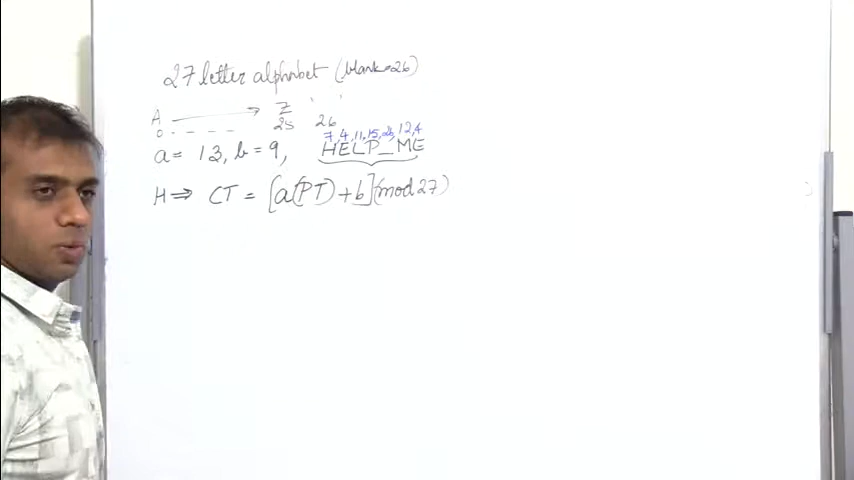 27 letter alphabet (blank=26)
A → Z
0 - - - 25 26
7,4,11,15,26,12,4
a = 13, b = 9, HELP_ME
H ⇒ CT = [a(PT) + b] (mod 27)